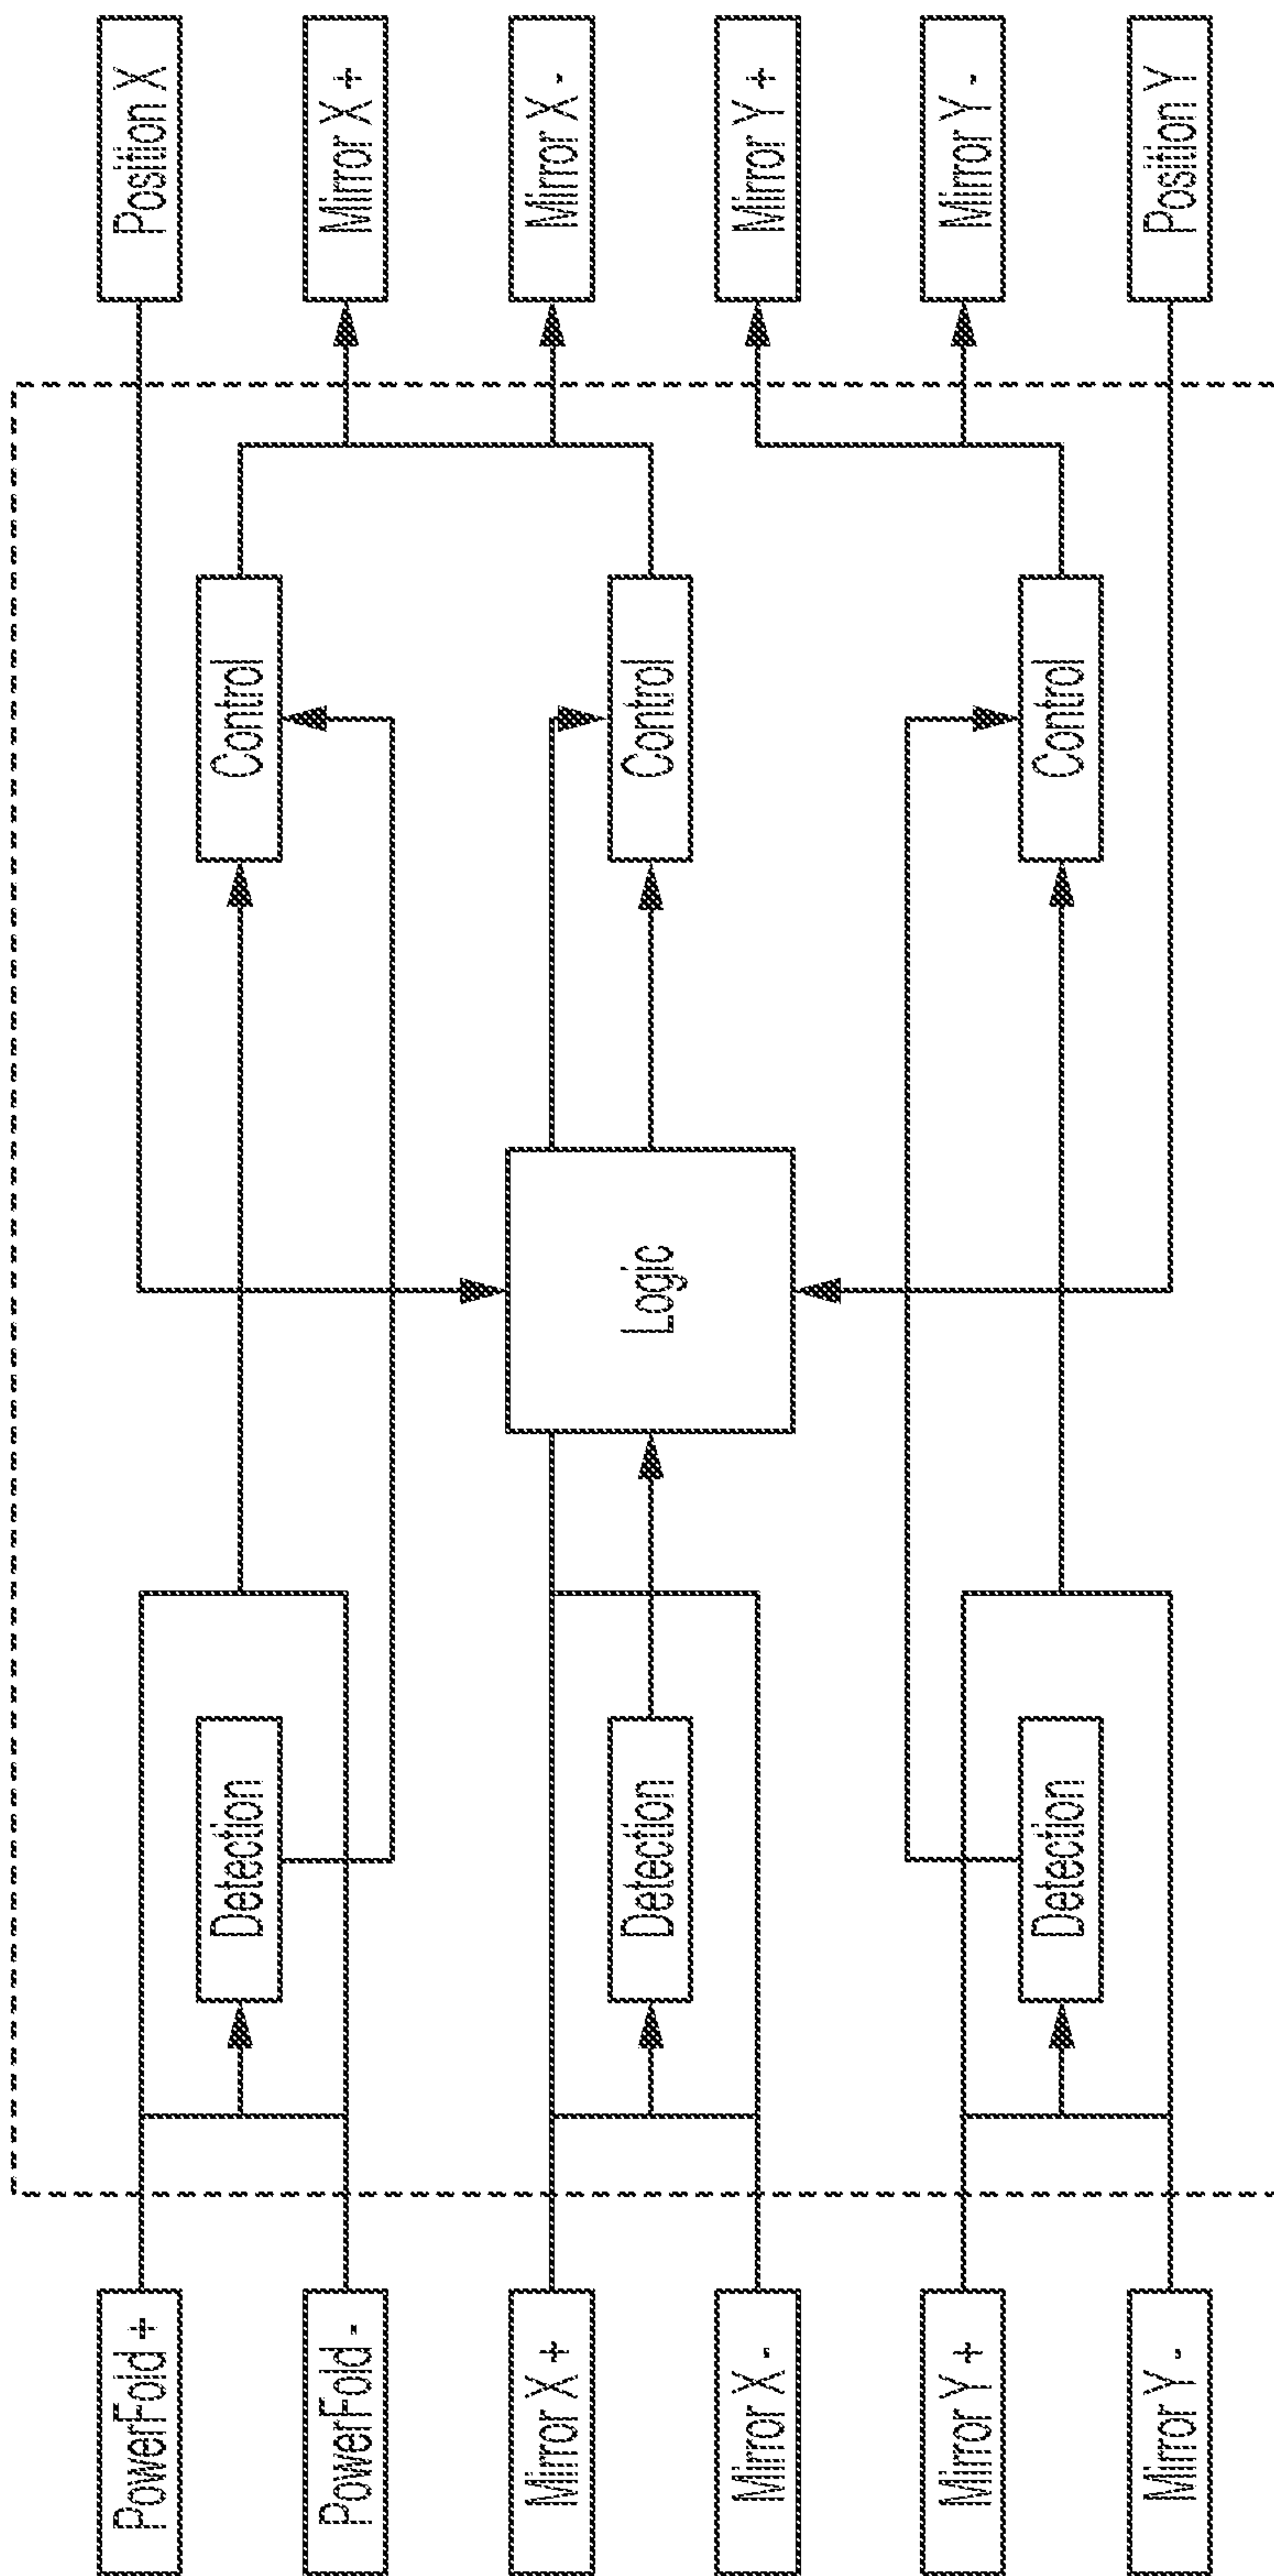 PowerFold +
PowerFold -
Mirror X +
Mirror X -
Mirror Y +
Mirror Y -
Detection
Detection
Detection
Logic
Control
Control
Control
Position X
Mirror X +
Mirror X -
Mirror Y +
Mirror Y -
Position Y